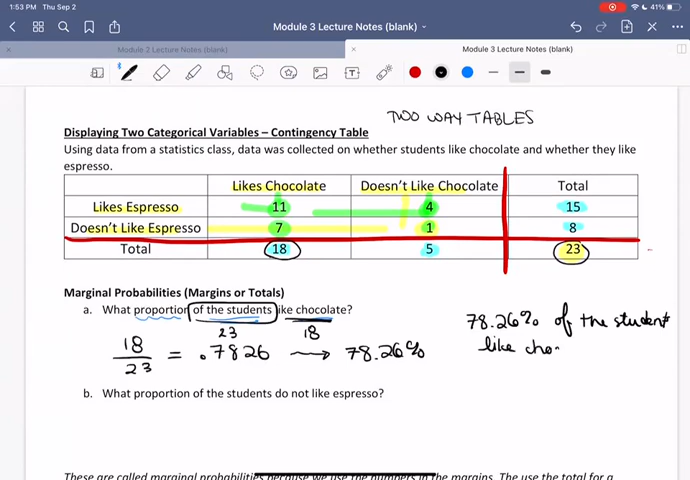 1:53 PM Thu Sep 2
41%
Module 3 Lecture Notes (blank)
Module 2 Lecture Notes (blank)
Module 3 Lecture Notes (blank)
TWO WAY TABLES
Displaying Two Categorical Variables – Contingency Table
Using data from a statistics class, data was collected on whether students like chocolate and whether they like
espresso.
Likes Chocolate Doesn't Like Chocolate Total
Likes Espresso 11 4 15
Doesn't Like Espresso 7 1 8
Total 18 5 23
Marginal Probabilities (Margins or Totals)
a. What proportion of the students like chocolate?
23 18
18/23 = .7826 → 78.26%
78.26% of the student
like cho
b. What proportion of the students do not like espresso?
These are called marginal probabilities because we use the numbers in the margins. The use the total for a